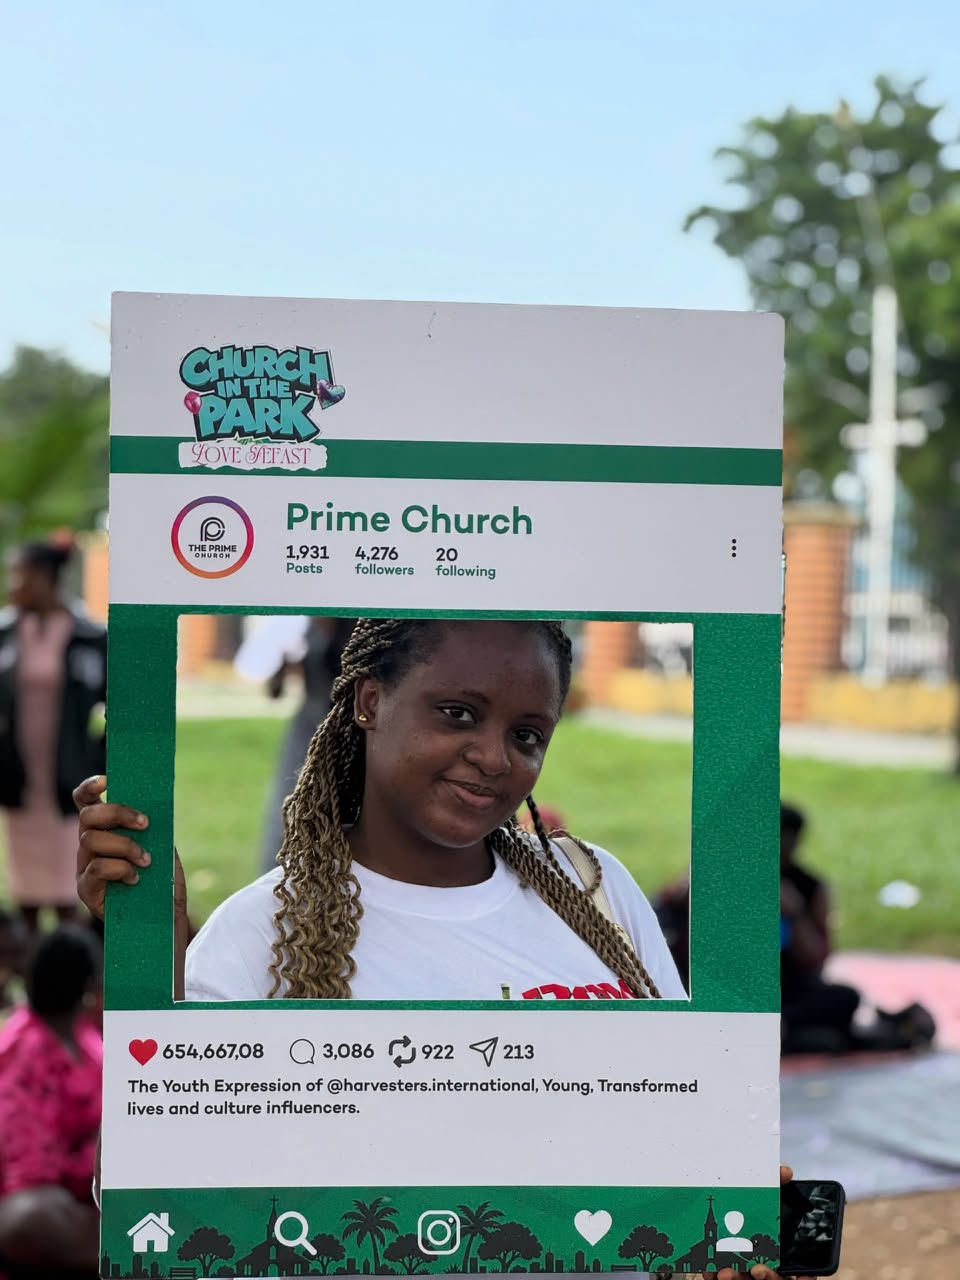 CHURCH
IN THE
PARK
LOVE
Prime Church
THE PRIME
CHURCH
1,931 4,276 20
Posts followers following
654,667,08 3,086 922 213
The Youth Expression of @harvesters.international, Young, Transformed
lives and culture influencers.